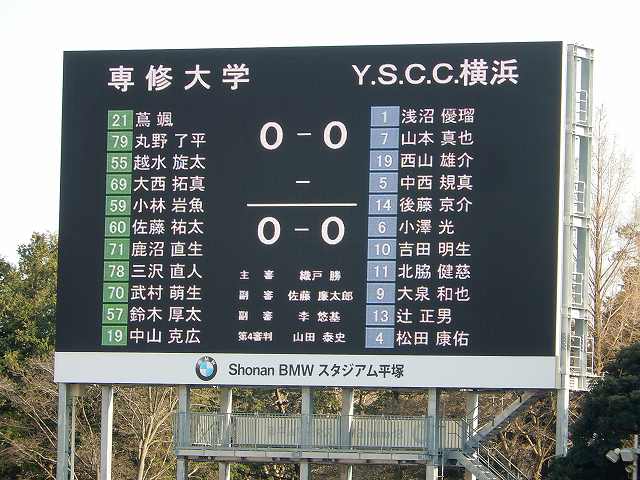 専修大学 Y.S.C.C.横浜
21 蔦 颯
79 丸野 了平
55 越水 旋太
69 大西 拓真
59 小林 岩魚
60 佐藤 祐太
71 鹿沼 直生
78 三沢 直人
70 武村 萌生
57 鈴木 厚太
19 中山 克広
0 – 0
–
0 – 0
主審 織戸 勝
副審 佐藤 廉太郎
副審 李 悠基
第4審判 山田 泰史
1 浅沼 優瑠
7 山本 真也
19 西山 雄介
5 中西 規真
14 後藤 京介
6 小澤 光
10 吉田 明生
11 北脇 健慈
9 大泉 和也
13 辻 正男
4 松田 康佑
Shonan BMW スタジアム平塚